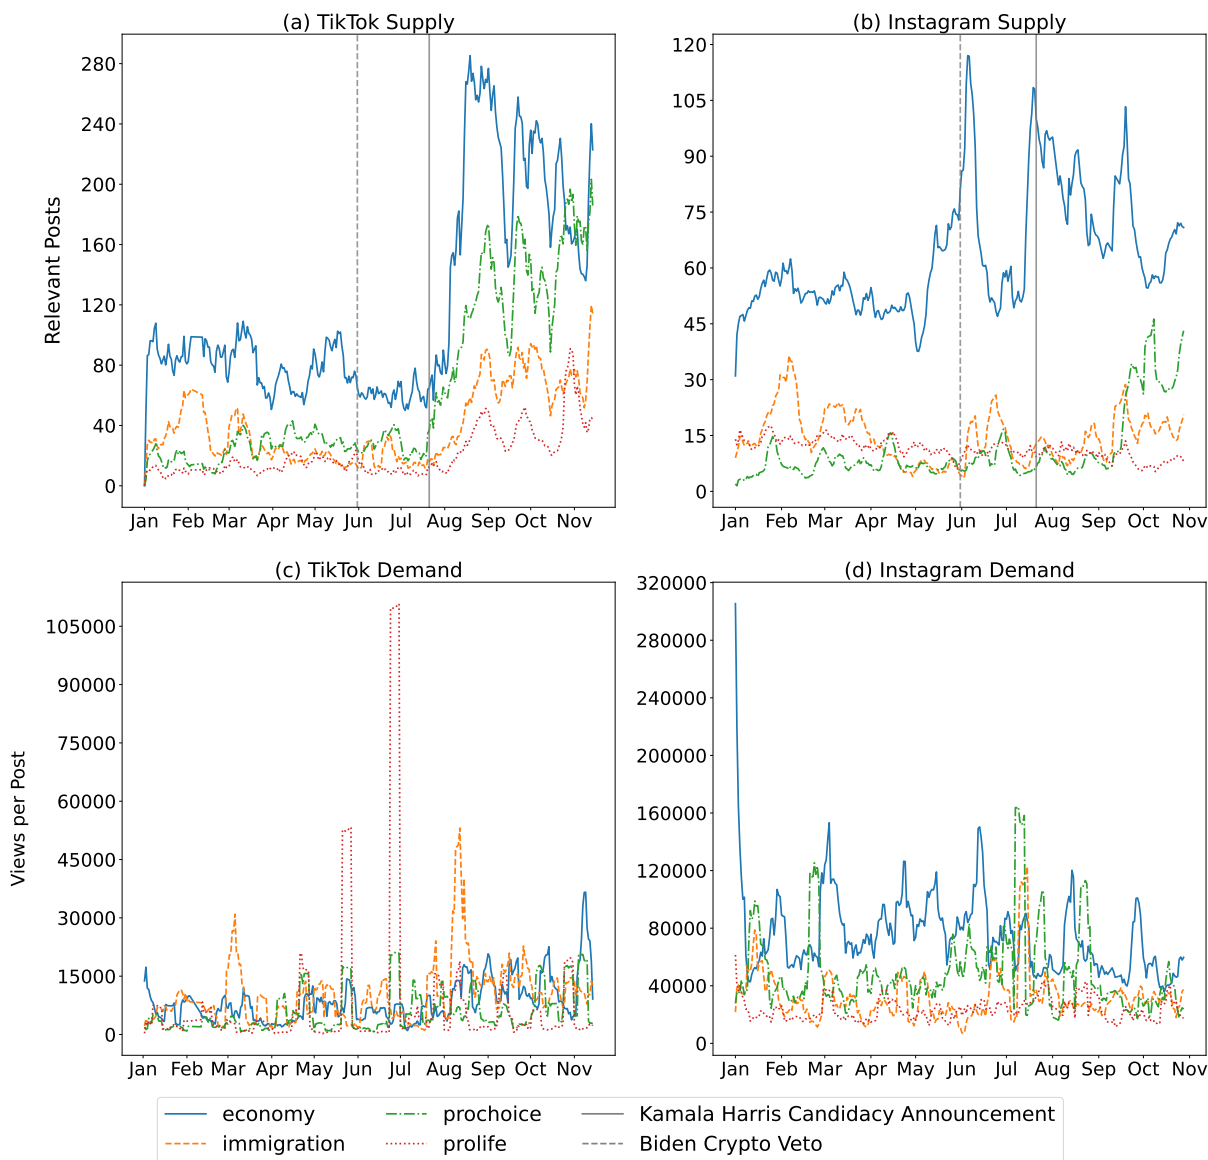 (a) TikTok Supply
Relevant Posts
280
240
200
160
120
80
40
0
Jan Feb Mar Apr May Jun Jul Aug Sep Oct Nov
(b) Instagram Supply
120
105
90
75
60
45
30
15
0
Jan Feb Mar Apr May Jun Jul Aug Sep Oct Nov
(c) TikTok Demand
Views per Post
105000
90000
75000
60000
45000
30000
15000
0
Jan Feb Mar Apr May Jun Jul Aug Sep Oct Nov
(d) Instagram Demand
320000
280000
240000
200000
160000
120000
80000
40000
0
Jan Feb Mar Apr May Jun Jul Aug Sep Oct Nov
economy prochoice Kamala Harris Candidacy Announcement
immigration prolife Biden Crypto Veto